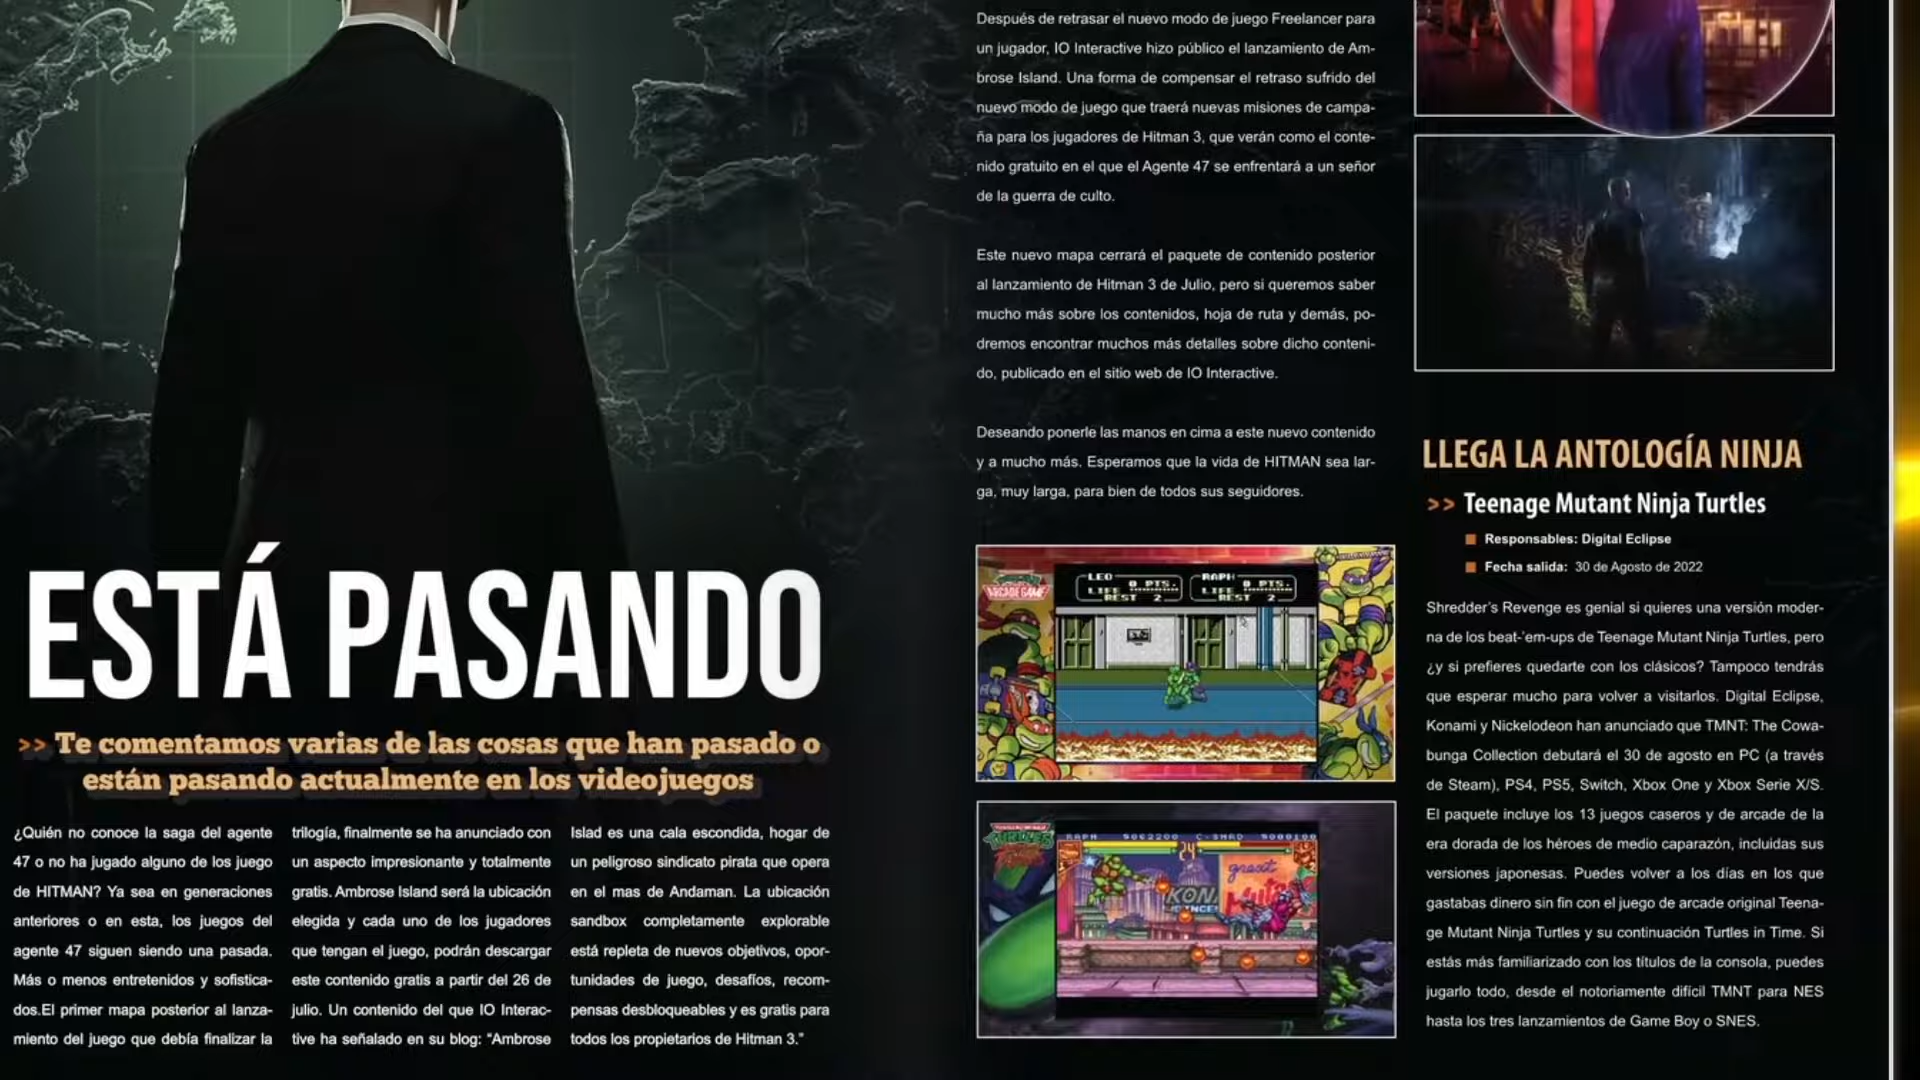 ESTÁ PASANDO
>> Te comentamos varias de las cosas que han pasado o
están pasando actualmente en los videojuegos
¿Quién no conoce la saga del agente
47 o no ha jugado alguno de los juego
de HITMAN? Ya sea en generaciones
anteriores o en esta, los juegos del
agente 47 siguen siendo una pasada.
Más o menos entretenidos y sofistica-
dos.El primer mapa posterior al lanza-
miento del juego que debía finalizar la
trilogía, finalmente se ha anunciado con
un aspecto impresionante y totalmente
gratis. Ambrose Island será la ubicación
elegida y cada uno de los jugadores
que tengan el juego, podrán descargar
este contenido gratis a partir del 26 de
julio. Un contenido del que IO Interac-
tive ha señalado en su blog: “Ambrose
Islad es una cala escondida, hogar de
un peligroso sindicato pirata que opera
en el mas de Andaman. La ubicación
sandbox completamente explorable
está repleta de nuevos objetivos, opor-
tunidades de juego, desafíos, recom-
pensas desbloqueables y es gratis para
todos los propietarios de Hitman 3.”
Después de retrasar el nuevo modo de juego Freelancer para
un jugador, IO Interactive hizo público el lanzamiento de Am-
brose Island. Una forma de compensar el retraso sufrido del
nuevo modo de juego que traerá nuevas misiones de campa-
ña para los jugadores de Hitman 3, que verán como el conte-
nido gratuito en el que el Agente 47 se enfrentará a un señor
de la guerra de culto.
Este nuevo mapa cerrará el paquete de contenido posterior
al lanzamiento de Hitman 3 de Julio, pero si queremos saber
mucho más sobre los contenidos, hoja de ruta y demás, po-
dremos encontrar muchos más detalles sobre dicho conteni-
do, publicado en el sitio web de IO Interactive.
Deseando ponerle las manos en cima a este nuevo contenido
y a mucho más. Esperamos que la vida de HITMAN sea lar-
ga, muy larga, para bien de todos sus seguidores.
ARCADE GAME
LEO 0 PTS.
LIFE
REST 2
RAPH 0 PTS.
LIFE
REST 2
TURTLES
RAPH
24
KONA
great
LLEGA LA ANTOLOGÍA NINJA
>> Teenage Mutant Ninja Turtles
Responsables: Digital Eclipse
Fecha salida: 30 de Agosto de 2022
Shredder’s Revenge es genial si quieres una versión moder-
na de los beat-’em-ups de Teenage Mutant Ninja Turtles, pero
¿y si prefieres quedarte con los clásicos? Tampoco tendrás
que esperar mucho para volver a visitarlos. Digital Eclipse,
Konami y Nickelodeon han anunciado que TMNT: The Cowa-
bunga Collection debutará el 30 de agosto en PC (a través
de Steam), PS4, PS5, Switch, Xbox One y Xbox Serie X/S.
El paquete incluye los 13 juegos caseros y de arcade de la
era dorada de los héroes de medio caparazón, incluidas sus
versiones japonesas. Puedes volver a los días en los que
gastabas dinero sin fin con el juego de arcade original Teena-
ge Mutant Ninja Turtles y su continuación Turtles in Time. Si
estás más familiarizado con los títulos de la consola, puedes
jugarlo todo, desde el notoriamente difícil TMNT para NES
hasta los tres lanzamientos de Game Boy o SNES.